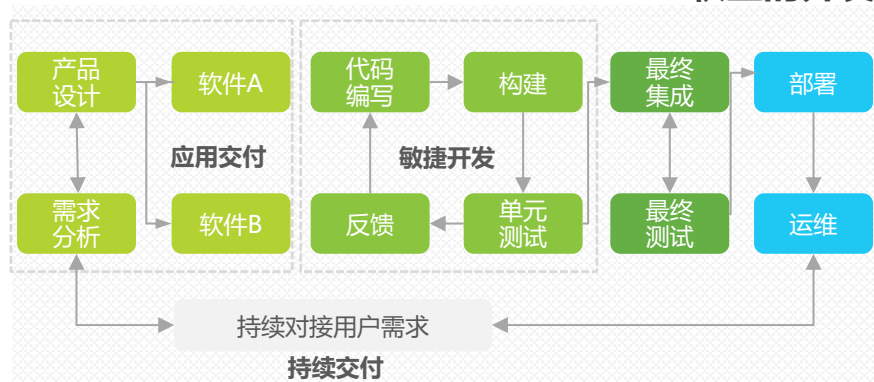 产品
设计
软件A
代码
编写
构建
最终
集成
部署
应用交付
敏捷开发
需求
分析
软件B
反馈
单元
测试
最终
测试
运维
持续对接用户需求
持续交付